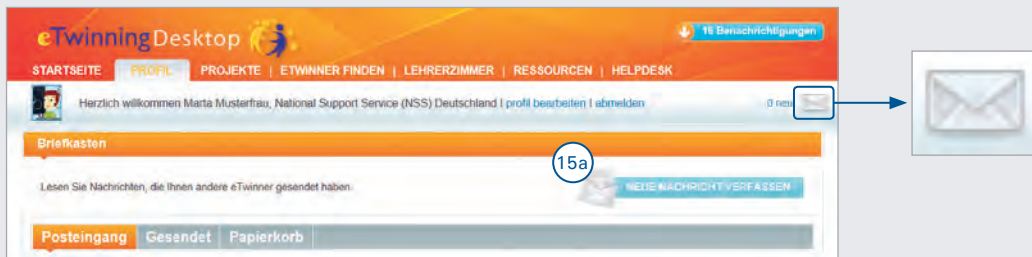 eTwinning Desktop
16 Benachrichtigungen
STARTSEITE PROFIL PROJEKTE | ETWINNER FINDEN | LEHRERZIMMER | RESSOURCEN | HELPDESK
Herzlich willkommen Marta Musterfrau, National Support Service (NSS) Deutschland | profil bearbeiten | abmelden 0 neu
Briefkasten
15a
Lesen Sie Nachrichten, die Ihnen andere eTwinner gesendet haben.
NEUE NACHRICHT VERFASSEN
Posteingang Gesendet Papierkorb